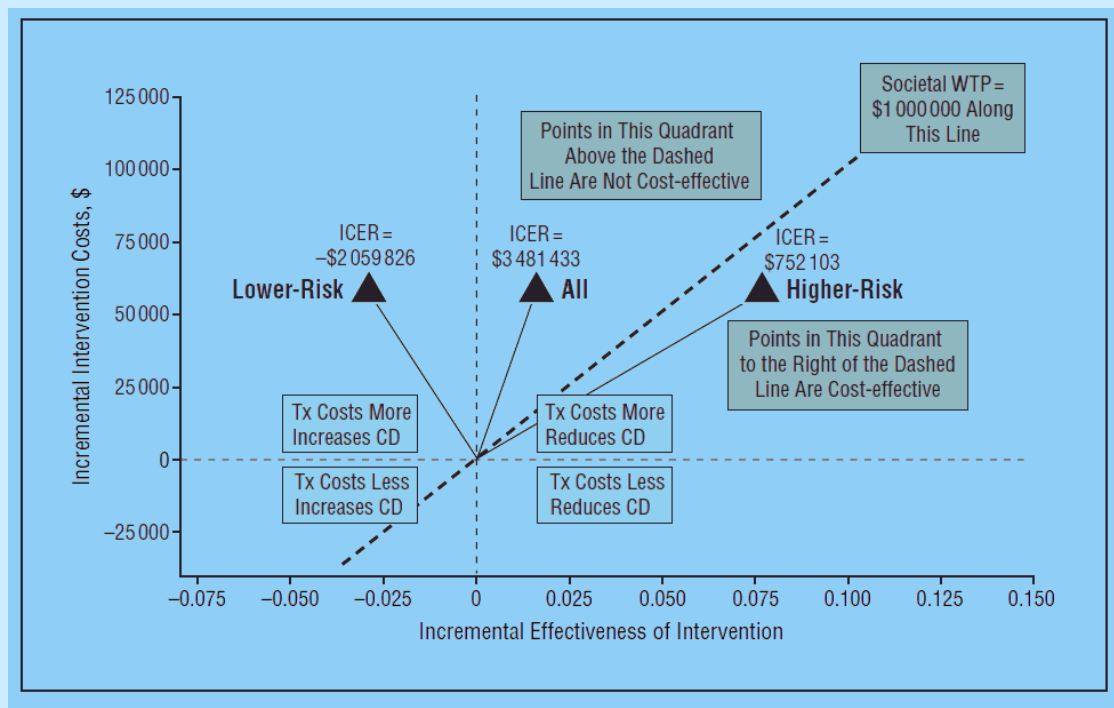 Societal WTP =
$1 000 000 Along
This Line
125 000
Points in This Quadrant
Above the Dashed
Line Are Not Cost-effective
100 000
75 000
ICER =
–$2 059 826
ICER =
$3 481 433
ICER =
$752 103
Lower-Risk
All
Higher-Risk
50 000
Points in This Quadrant
to the Right of the Dashed
Line Are Cost-effective
25 000
Tx Costs More
Increases CD
Tx Costs More
Reduces CD
0
Tx Costs Less
Increases CD
Tx Costs Less
Reduces CD
–25 000
Incremental Intervention Costs, $
–0.075 –0.050 –0.025 0 0.025 0.050 0.075 0.100 0.125 0.150
Incremental Effectiveness of Intervention